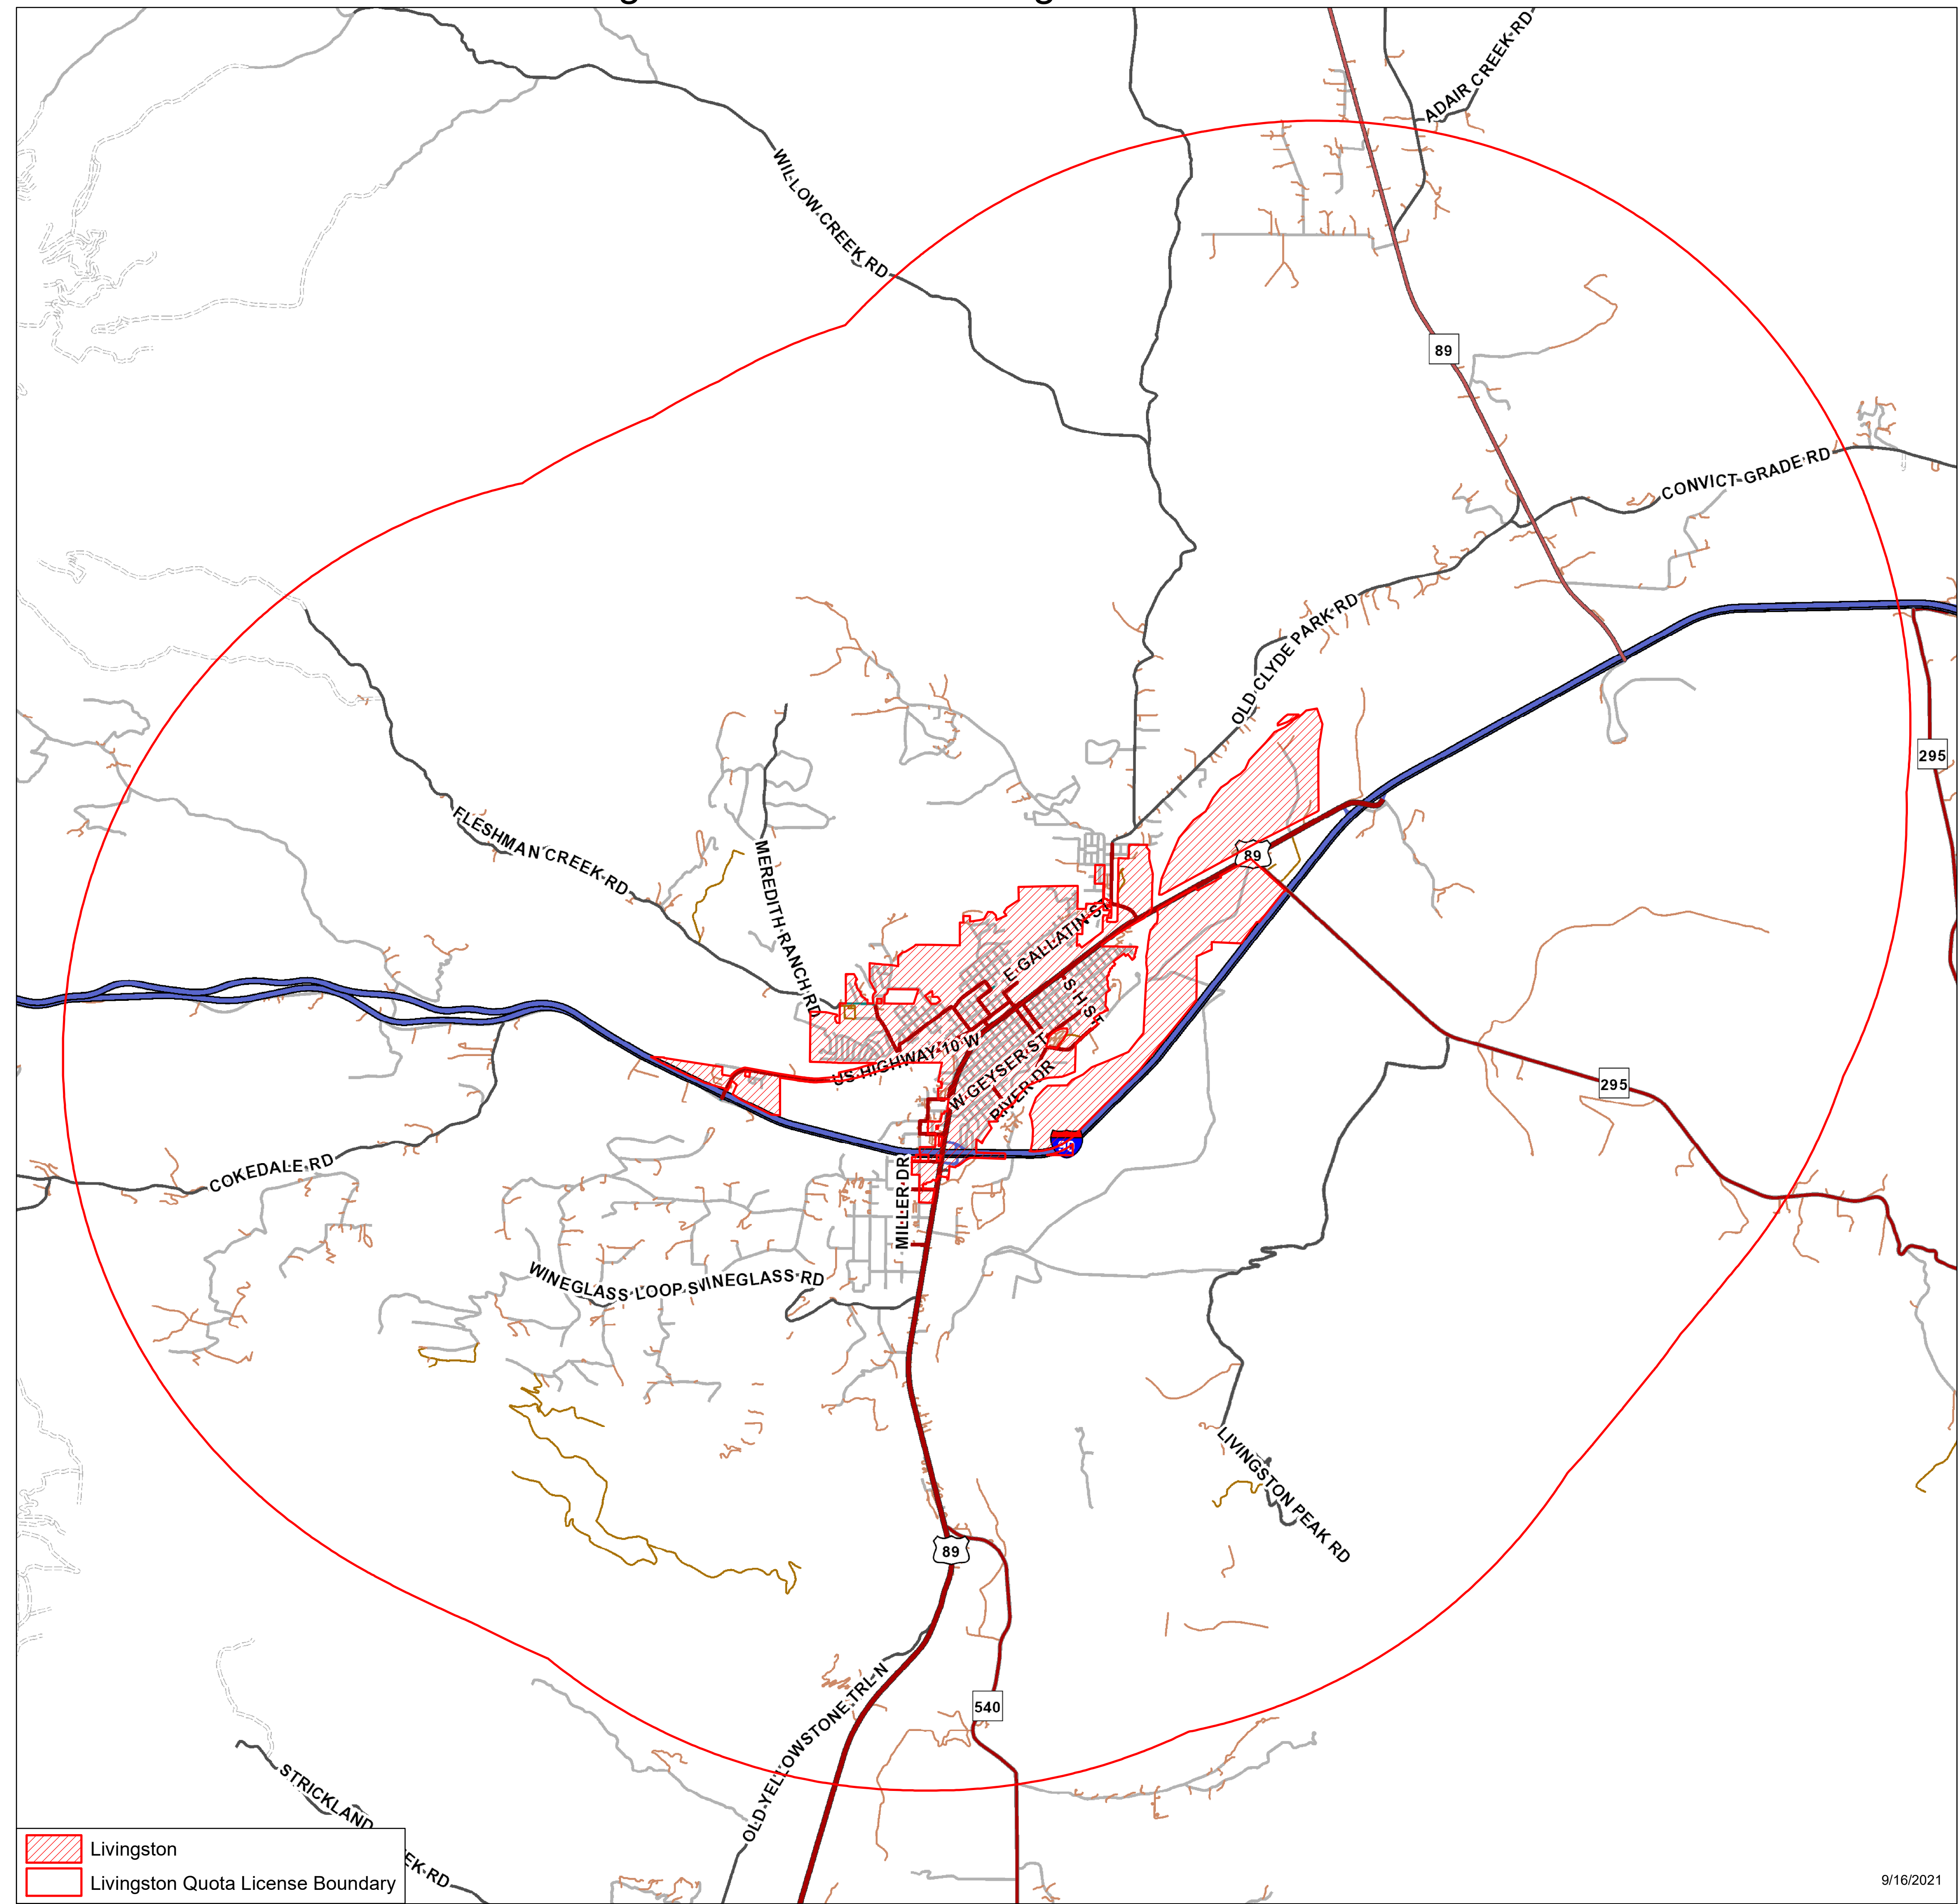 ADAIR CREEK RD
WILLOW CREEK RD
89
CONVICT GRADE RD
OLD CLYDE PARK RD
295
FLESHMAN CREEK RD
MEREDITH RANCH RD
89
E GALLATIN ST
S H ST
US HIGHWAY 10 W
W GEYSER ST
RIVER DR
295
COKEDALE RD
MILLER DR
WINEGLASS LOOP S
WINEGLASS RD
LIVINGSTON PEAK RD
89
OLD YELLOWSTONE TRL N
540
STRICKLAND
EK RD
Livingston
Livingston Quota License Boundary
9/16/2021